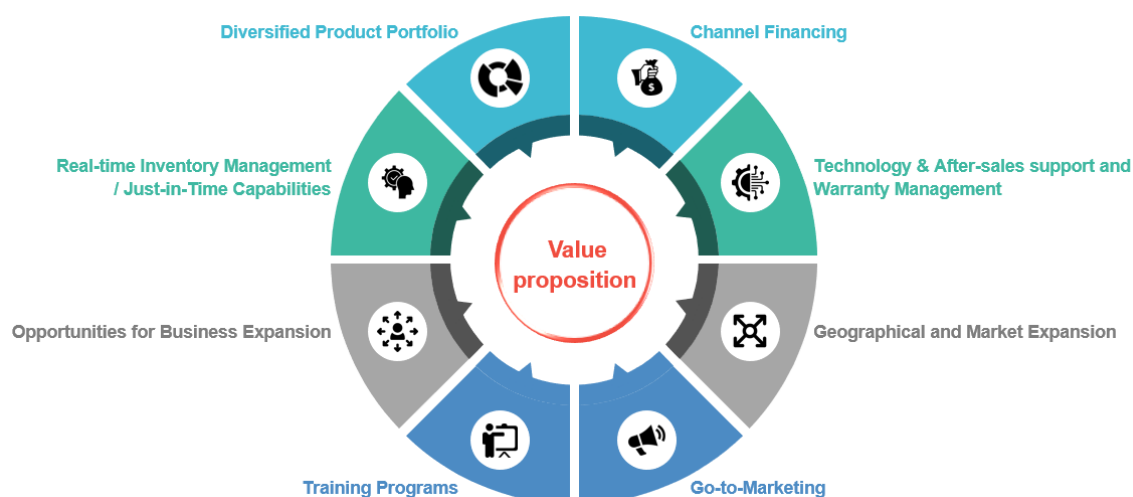 Diversified Product Portfolio
Channel Financing
Real-time Inventory Management
/ Just-in-Time Capabilities
Technology & After-sales support and
Warranty Management
Value
proposition
Opportunities for Business Expansion
Geographical and Market Expansion
Training Programs
Go-to-Marketing
$